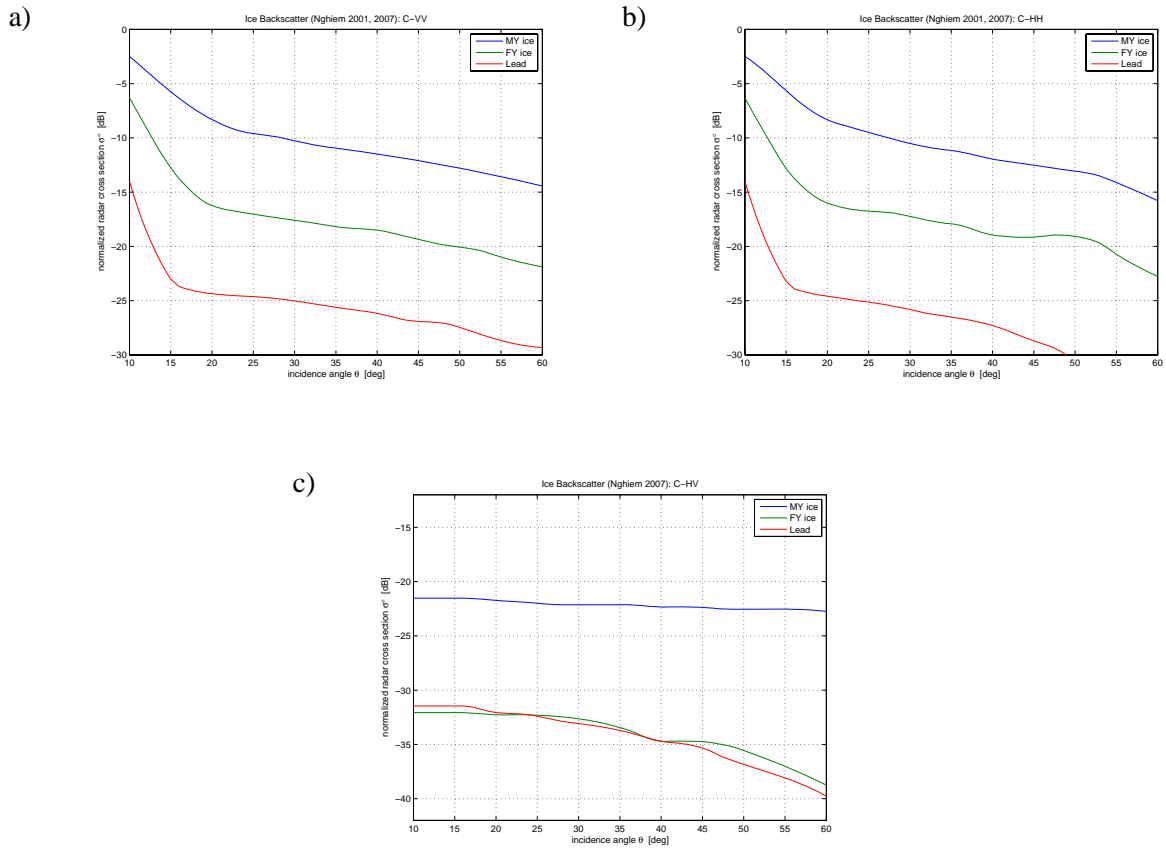 a)
Ice Backscatter (Nghiem 2001, 2007): C−VV
MY ice
FY ice
Lead
0
−5
−10
−15
−20
−25
−30
normalized radar cross section σ° [dB]
10 15 20 25 30 35 40 45 50 55 60
incidence angle θ [deg]
b)
Ice Backscatter (Nghiem 2001, 2007): C−HH
MY ice
FY ice
Lead
0
−5
−10
−15
−20
−25
−30
normalized radar cross section σ° [dB]
10 15 20 25 30 35 40 45 50 55 60
incidence angle θ [deg]
c)
Ice Backscatter (Nghiem 2007): C−HV
MY ice
FY ice
Lead
−15
−20
−25
−30
−35
−40
normalized radar cross section σ° [dB]
10 15 20 25 30 35 40 45 50 55 60
incidence angle θ [deg]